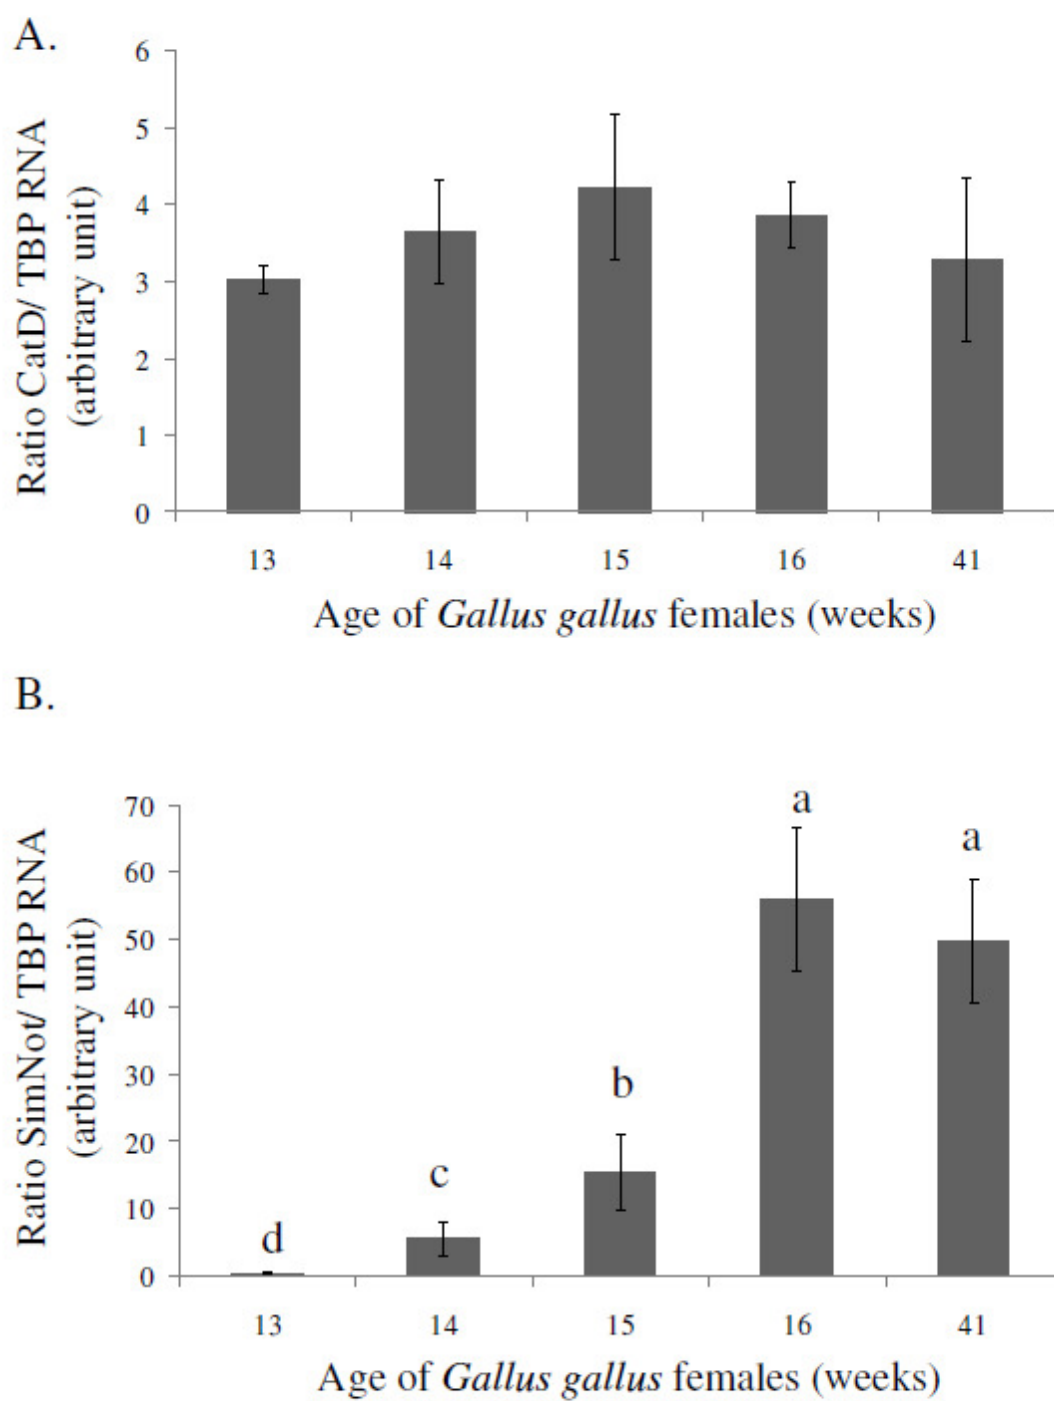 A.
Ratio CatD/ TBP RNA
(arbitrary unit)
6
5
4
3
2
1
0
13 14 15 16 41
Age of Gallus gallus females (weeks)
B.
Ratio SimNot/ TBP RNA
(arbitrary unit)
70
60
50
40
30
20
10
0
d c b a a
13 14 15 16 41
Age of Gallus gallus females (weeks)